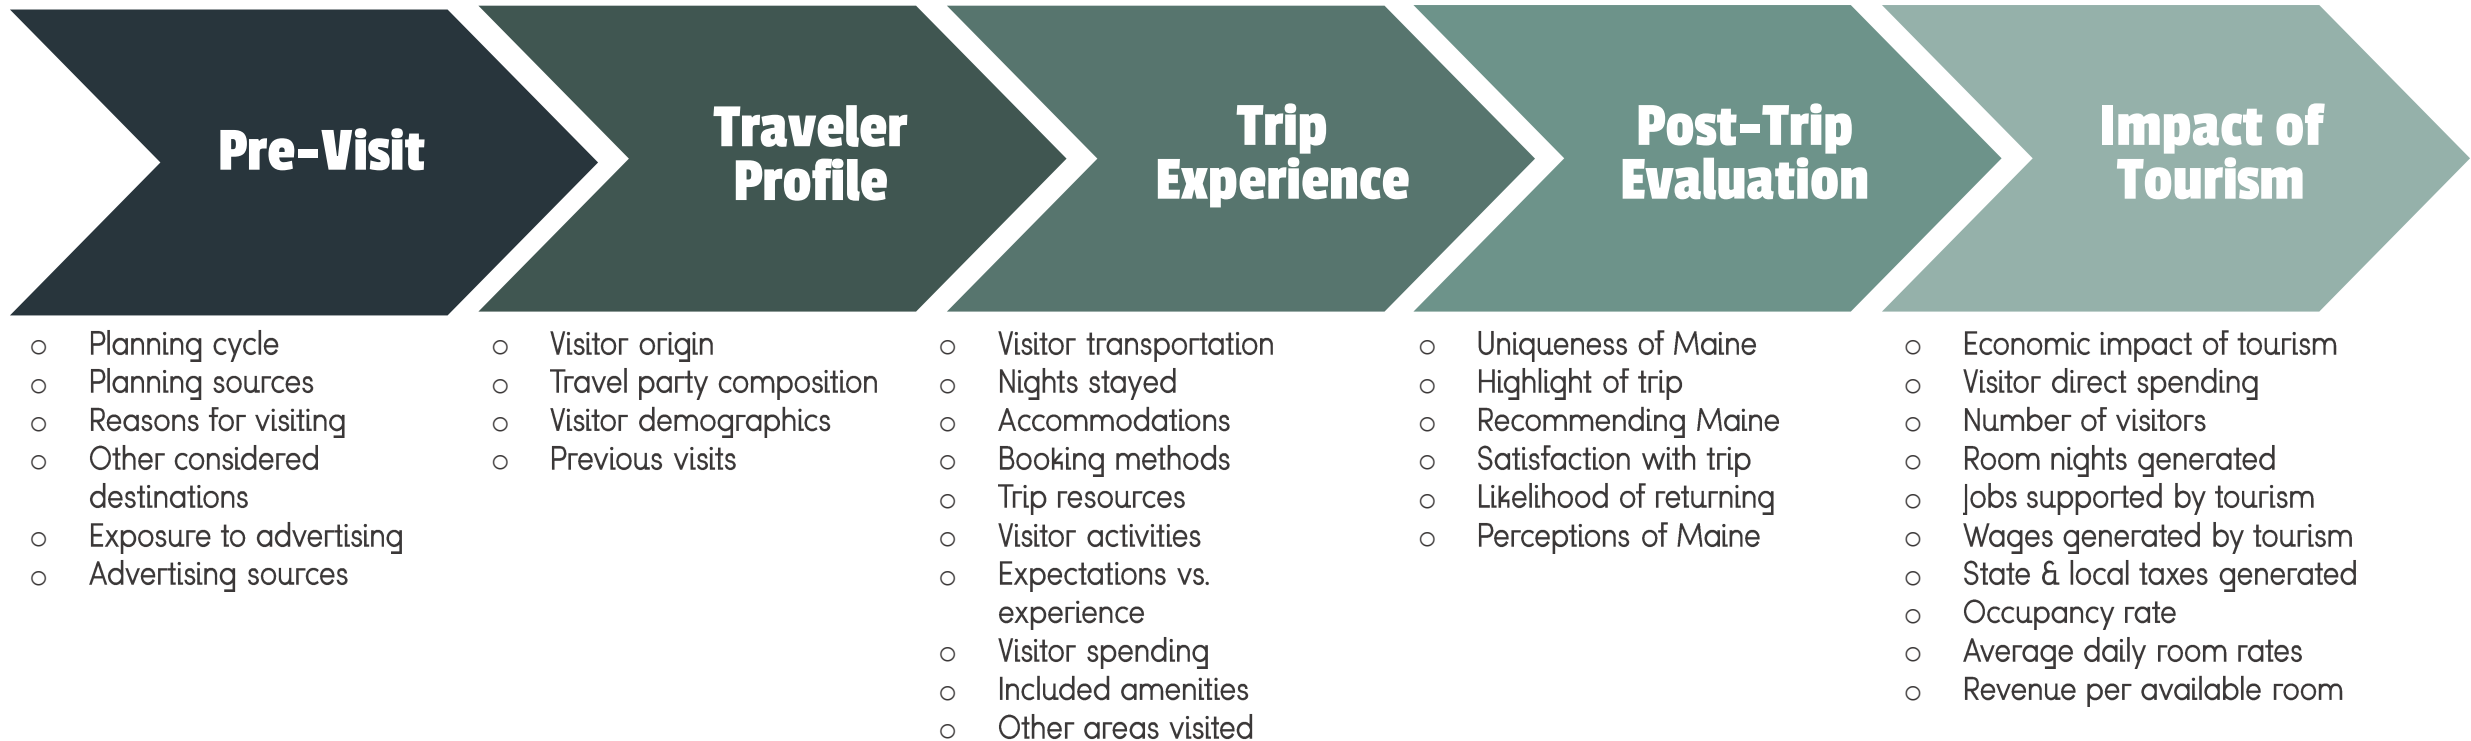 Pre-Visit
Traveler
Profile
Trip
Experience
Post-Trip
Evaluation
Impact of
Tourism
Planning cycle
Planning sources
Reasons for visiting
Other considered
destinations
Exposure to advertising
Advertising sources
Visitor origin
Travel party composition
Visitor demographics
Previous visits
Visitor transportation
Nights stayed
Accommodations
Booking methods
Trip resources
Visitor activities
Expectations vs.
experience
Visitor spending
Included amenities
Other areas visited
Uniqueness of Maine
Highlight of trip
Recommending Maine
Satisfaction with trip
Likelihood of returning
Perceptions of Maine
Economic impact of tourism
Visitor direct spending
Number of visitors
Room nights generated
Jobs supported by tourism
Wages generated by tourism
State & local taxes generated
Occupancy rate
Average daily room rates
Revenue per available room